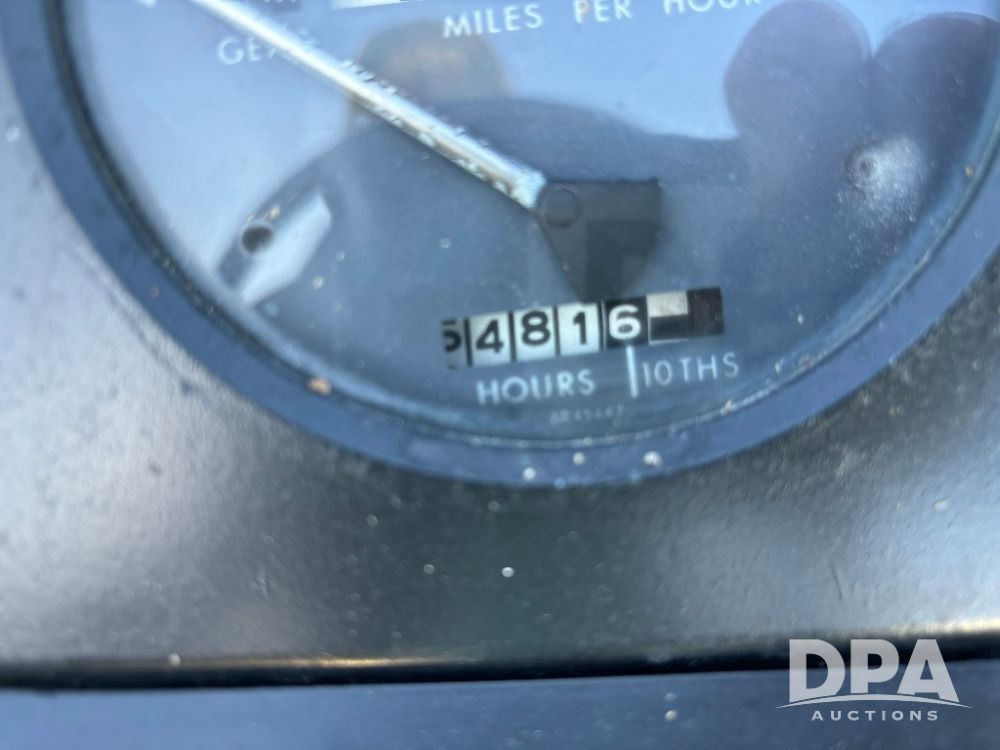 MILES PER HOUR
54816
HOURS 10THS
DPA
AUCTIONS